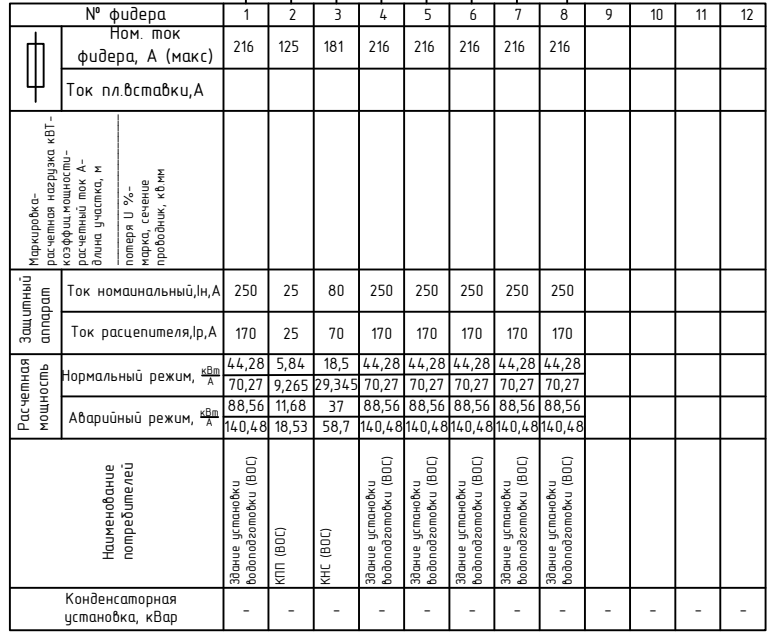 № фидера 1 2 3 4 5 6 7 8 9 10 11 12
Ном. ток
фидера, А (макс) 216 125 181 216 216 216 216 216
Ток пл.вставки,А
Маркировка-
расчетная нагрузка кВТ-
коэффиц.мощности-
расчетный ток А-
длина участка, м
потеря U %-
марка, сечение
проводник, кв.мм
Защитный
аппарат
Ток номаинальный,Iн,А 250 25 80 250 250 250 250 250
Ток расцепителя,Iр,А 170 25 70 170 170 170 170 170
Расчетная
мощность
Нормальный режим, кВт
А
44,28 5,84 18,5 44,28 44,28 44,28 44,28 44,28
70,27 9,265 29,345 70,27 70,27 70,27 70,27 70,27
Аварийный режим, кВт
А
88,56 11,68 37 88,56 88,56 88,56 88,56 88,56
140,48 18,53 58,7 140,48 140,48 140,48 140,48 140,48
Наименование
потребителей
Здание установки
водоподготовки (ВОС)
КПП (ВОС)
КНС (ВОС)
Здание установки
водоподготовки (ВОС)
Здание установки
водоподготовки (ВОС)
Здание установки
водоподготовки (ВОС)
Здание установки
водоподготовки (ВОС)
Здание установки
водоподготовки (ВОС)
Конденсаторная
установка, кВар - - - - - - - - - - - -